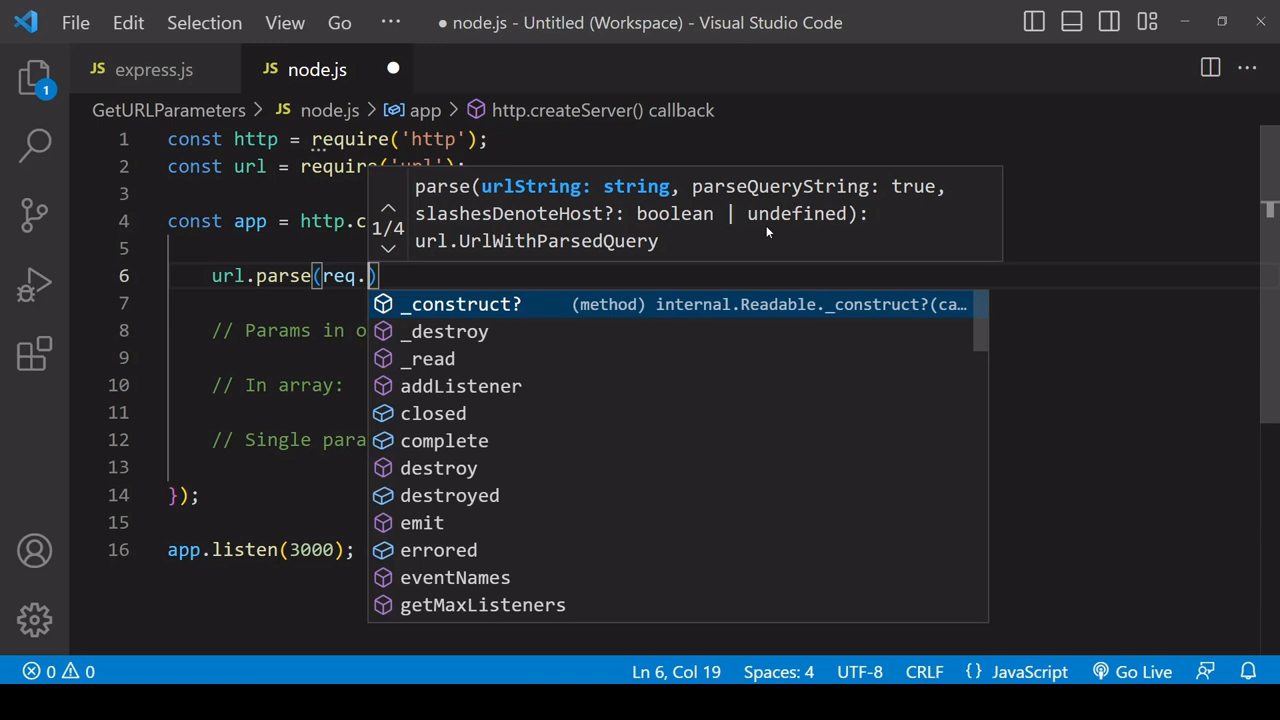 File Edit Selection View Go ··· ● node.js - Untitled (Workspace) - Visual Studio Code
1
JS express.js JS node.js ●
GetURLParameters > JS node.js > app > http.createServer() callback
1 const http = require('http');
2 const url = require('url');
3
4 const app = http.c
5
6 url.parse(req.)
7
8 // Params in o
9
10 // In array:
11
12 // Single para
13
14 });
15
16 app.listen(3000);
1/4
parse(urlString: string, parseQueryString: true,
slashesDenoteHost?: boolean | undefined):
url.UrlWithParsedQuery
_construct? (method) internal.Readable._construct?(ca…
_destroy
_read
addListener
closed
complete
destroy
destroyed
emit
errored
eventNames
getMaxListeners
0 0 Ln 6, Col 19 Spaces: 4 UTF-8 CRLF {} JavaScript Go Live